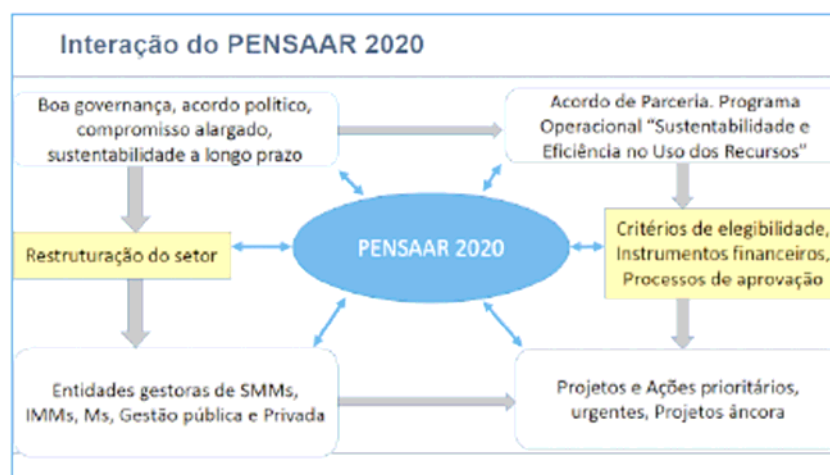 Interação do PENSAAR 2020
Boa governança, acordo político,
compromisso alargado,
sustentabilidade a longo prazo
Acordo de Parceria. Programa
Operacional “Sustentabilidade e
Eficiência no Uso dos Recursos”
Restruturação do setor
PENSAAR 2020
Critérios de elegibilidade,
Instrumentos financeiros,
Processos de aprovação
Entidades gestoras de SMMs,
IMMs, Ms, Gestão pública e Privada
Projetos e Ações prioritários,
urgentes, Projetos âncora